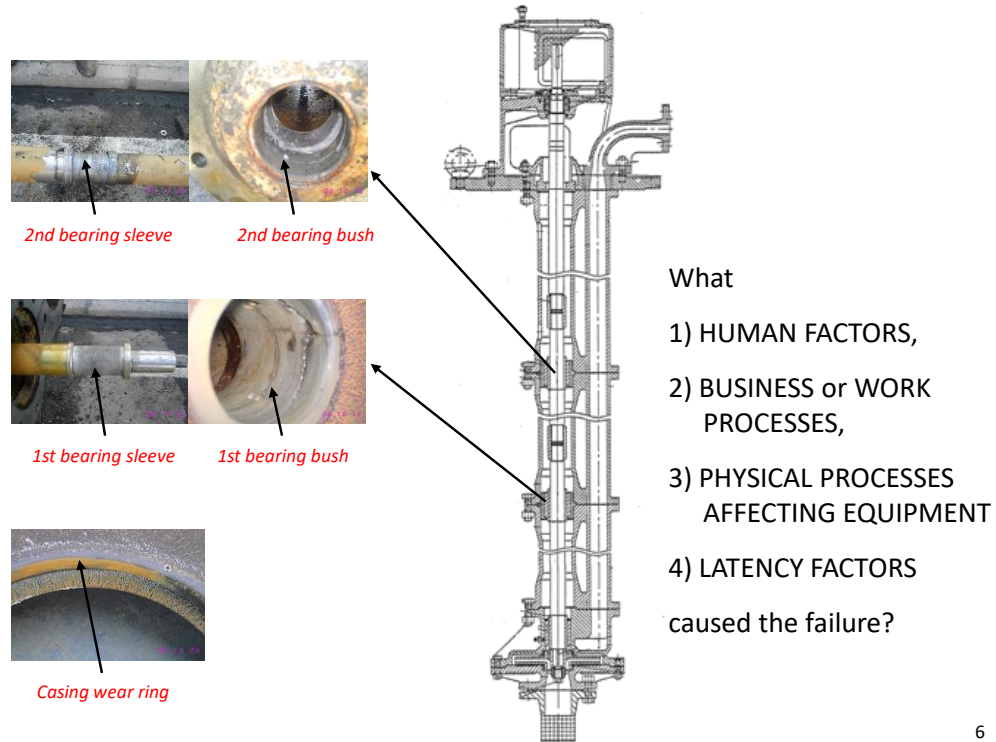 2nd bearing sleeve
2nd bearing bush
1st bearing sleeve
1st bearing bush
Casing wear ring
What
1) HUMAN FACTORS,
2) BUSINESS or WORK
PROCESSES,
3) PHYSICAL PROCESSES
AFFECTING EQUIPMENT
4) LATENCY FACTORS
caused the failure?
6